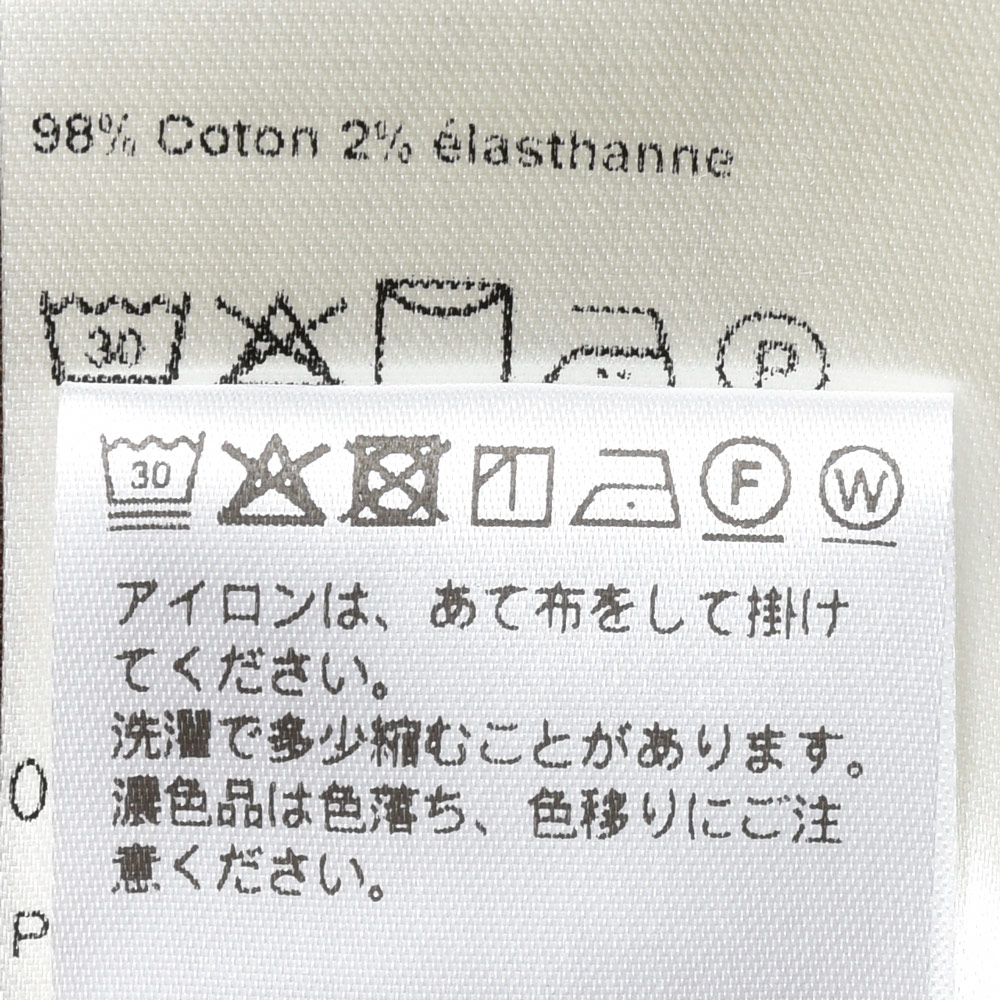 98% Coton 2% élasthanne
30 P
30 F W
アイロンは、あて布をして掛け
てください。
洗濯で多少縮むことがあります。
濃色品は色落ち、色移りにご注
意ください。
O
P